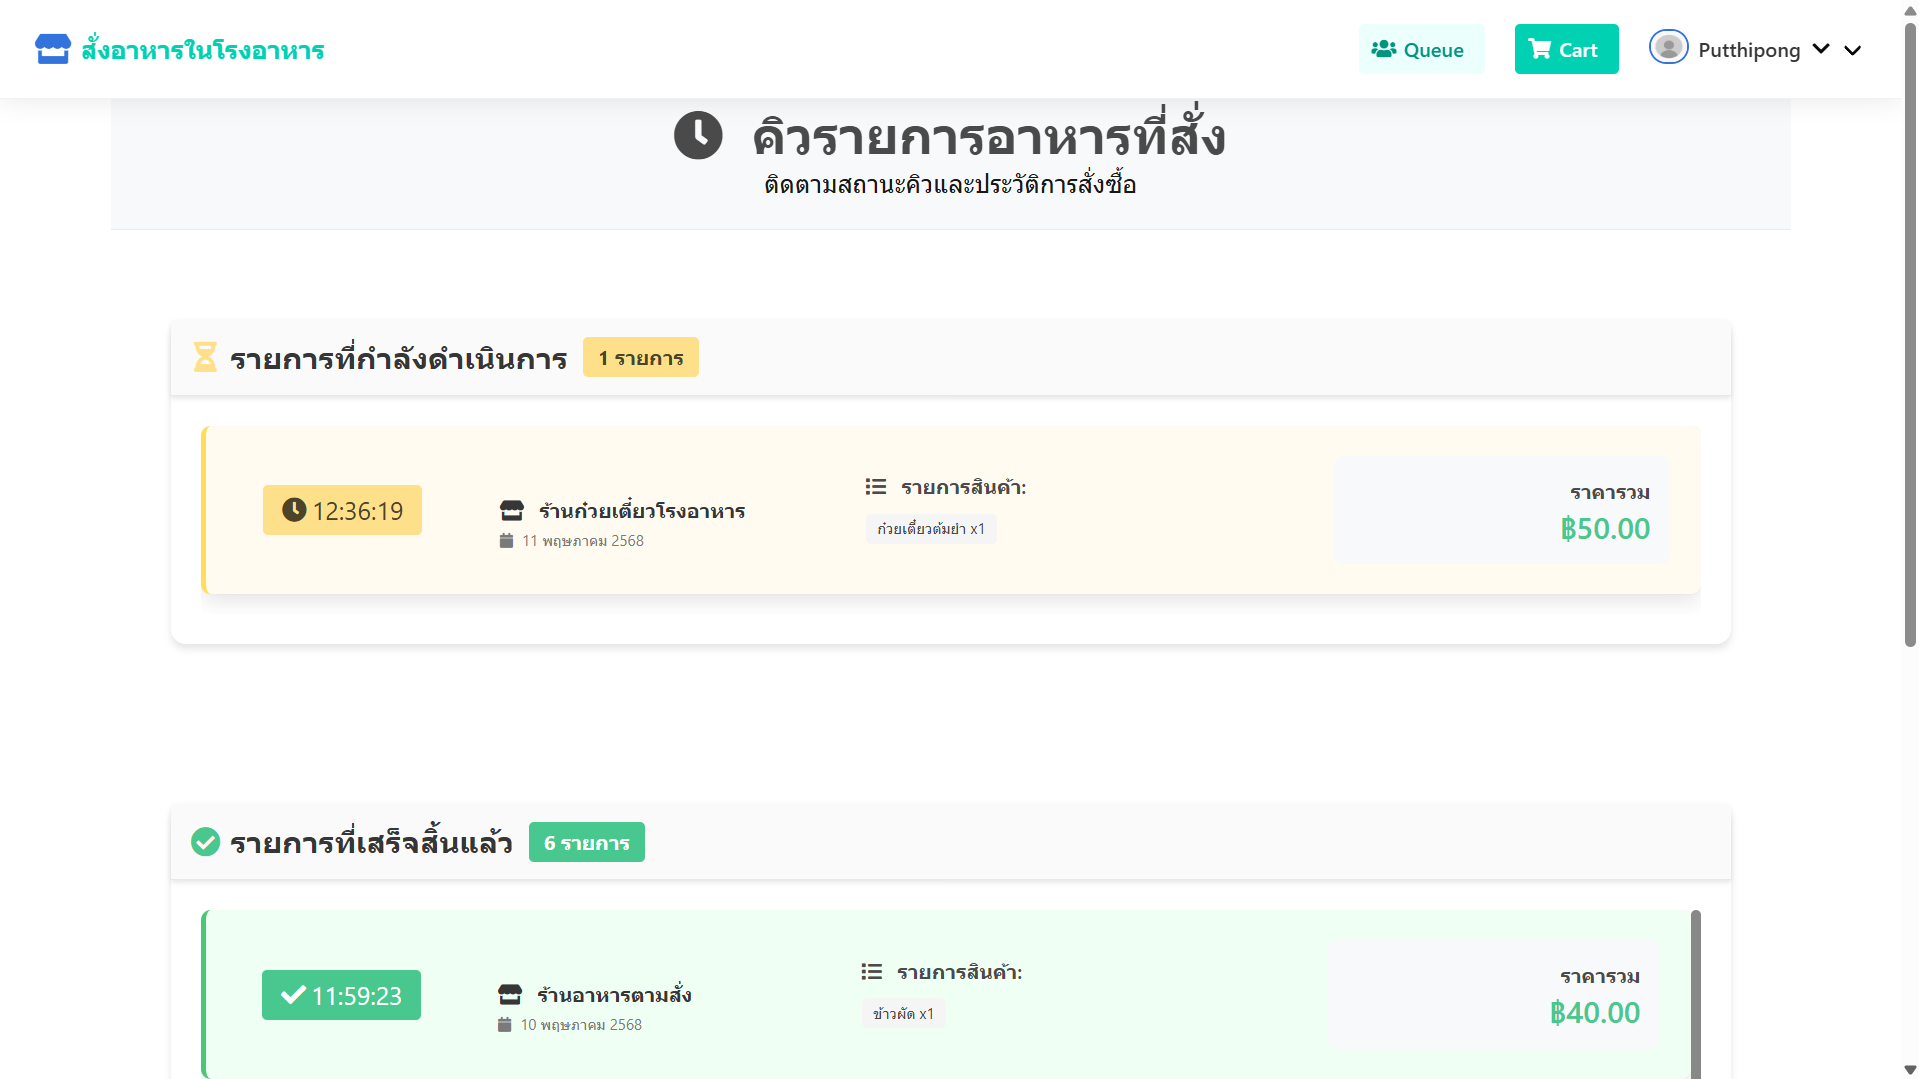 สั่งอาหารในโรงอาหาร
Queue
Cart
Putthipong
คิวรายการอาหารที่สั่ง
ติดตามสถานะคิวและประวัติการสั่งซื้อ
รายการที่กำลังดำเนินการ
1 รายการ
12:36:19
ร้านก๋วยเตี๋ยวโรงอาหาร
11 พฤษภาคม 2568
รายการสินค้า:
ก๋วยเตี๋ยวต้มยำ x1
ราคารวม
฿50.00
รายการที่เสร็จสิ้นแล้ว
6 รายการ
11:59:23
ร้านอาหารตามสั่ง
10 พฤษภาคม 2568
รายการสินค้า:
ข้าวผัด x1
ราคารวม
฿40.00